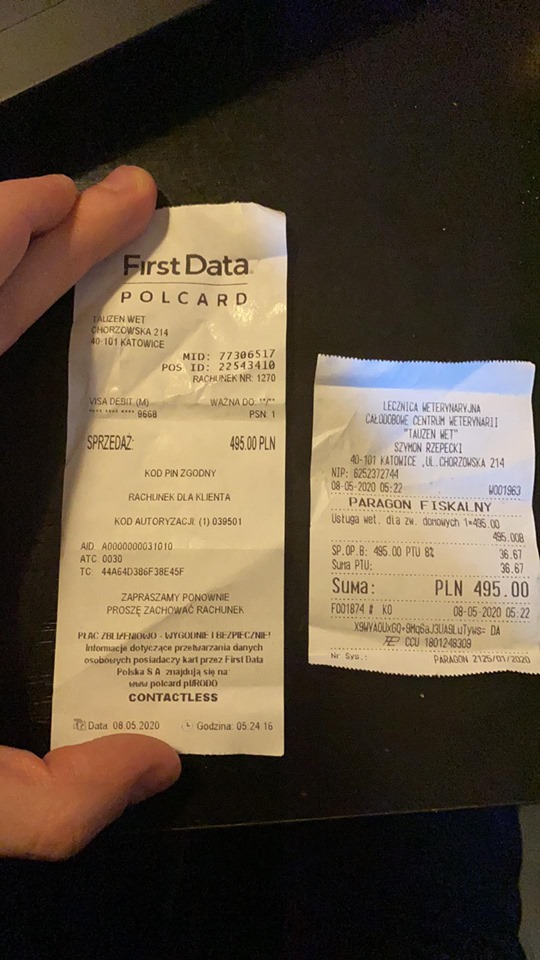 First Data
POLCARD
TAUZEN WET
CHORZOWSKA 214
40-101 KATOWICE
MID: 77306517
POS ID: 22543410
RACHUNEK NR: 1270
VISA DEBIT (M) WAŻNA DO: **/**
**** **** **** 9668 PSN: 1
SPRZEDAŻ: 495.00 PLN
KOD PIN ZGODNY
RACHUNEK DLA KLIENTA
KOD AUTORYZACJI: (1) 039501
AID: A0000000031010
ATC: 0030
TC: 44A64D386F38E45F
ZAPRASZAMY PONOWNIE
PROSZĘ ZACHOWAĆ RACHUNEK
PŁAĆ ZBLIŻENIOWO - WYGODNIE I BEZPIECZNIE!
Informacje dotyczące przetwarzania danych
osobowych posiadaczy kart przez First Data
Polska S.A. znajdują się na:
www.polcard.pl/RODO
CONTACTLESS
Data: 08.05.2020 Godzina: 05:24:16
LECZNICA WETERYNARYJNA
CAŁODOBOWE CENTRUM WETERYNARII
"TAUZEN WET"
SZYMON RZEPECKI
40-101 KATOWICE ,UL.CHORZOWSKA 214
NIP: 6252372744
08-05-2020 05:22 W001963
PARAGON FISKALNY
Usługa wet. dla zw. domowych 1*495.00
495.00B
SP.OP.B: 495.00 PTU 8% 36.67
Suma PTU: 36.67
Suma: PLN 495.00
F001874 # K0 08-05-2020 05:22
CCU 1801248309
Nr Sys.: PARAGON 2125/01/2020